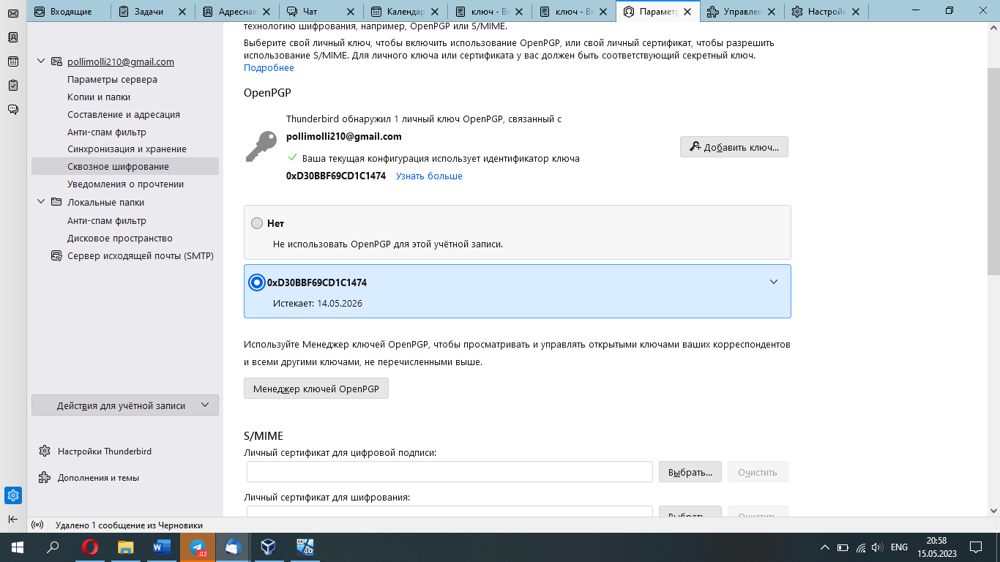 Входящие
Задачи
Адресная
Чат
Календар
ключ - Вх
ключ - Вх
Параметр
Управлен
Настройк
технологию шифрования, например, OpenPGP или S/MIME.
Выберите свой личный ключ, чтобы включить использование OpenPGP, или свой личный сертификат, чтобы разрешить
использование S/MIME. Для личного ключа или сертификата у вас должен быть соответствующий секретный ключ.
Подробнее
pollimolli210@gmail.com
Параметры сервера
Копии и папки
Составление и адресация
Анти-спам фильтр
Синхронизация и хранение
Сквозное шифрование
Уведомления о прочтении
Локальные папки
Анти-спам фильтр
Дисковое пространство
Сервер исходящей почты (SMTP)
Действия для учётной записи
Настройки Thunderbird
Дополнения и темы
OpenPGP
Thunderbird обнаружил 1 личный ключ OpenPGP, связанный с
pollimolli210@gmail.com
Ваша текущая конфигурация использует идентификатор ключа
0xD30BBF69CD1C1474 Узнать больше
Добавить ключ...
Нет
Не использовать OpenPGP для этой учётной записи.
0xD30BBF69CD1C1474
Истекает: 14.05.2026
Используйте Менеджер ключей OpenPGP, чтобы просматривать и управлять открытыми ключами ваших корреспондентов
и всеми другими ключами, не перечисленными выше.
Менеджер ключей OpenPGP
S/MIME
Личный сертификат для цифровой подписи:
Выбрать... Очистить
Личный сертификат для шифрования:
Выбрать... Очистить
Удалено 1 сообщение из Черновики
W
..02
64
10
ENG
20:58
15.05.2023